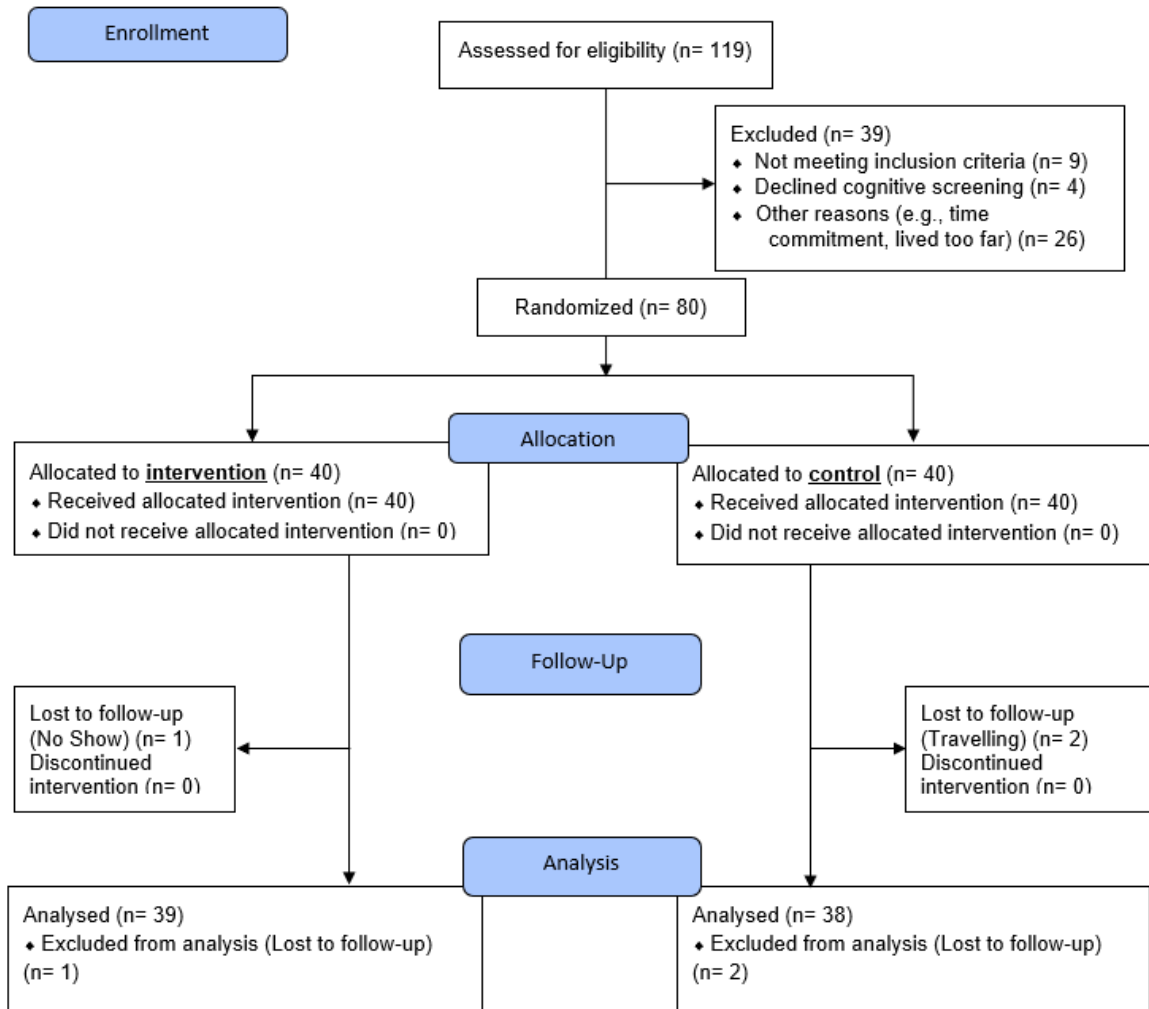 Enrollment
Assessed for eligibility (n= 119)
Excluded (n= 39)
⬥ Not meeting inclusion criteria (n= 9)
⬥ Declined cognitive screening (n= 4)
⬥ Other reasons (e.g., time
commitment, lived too far) (n= 26)
Randomized (n= 80)
Allocation
Allocated to intervention (n= 40)
⬥ Received allocated intervention (n= 40)
⬥ Did not receive allocated intervention (n= 0)
Allocated to control (n= 40)
⬥ Received allocated intervention (n= 40)
⬥ Did not receive allocated intervention (n= 0)
Follow-Up
Lost to follow-up
(No Show) (n= 1)
Discontinued
intervention (n= 0)
Lost to follow-up
(Travelling) (n= 2)
Discontinued
intervention (n= 0)
Analysis
Analysed (n= 39)
⬥ Excluded from analysis (Lost to follow-up)
(n= 1)
Analysed (n= 38)
⬥ Excluded from analysis (Lost to follow-up)
(n= 2)